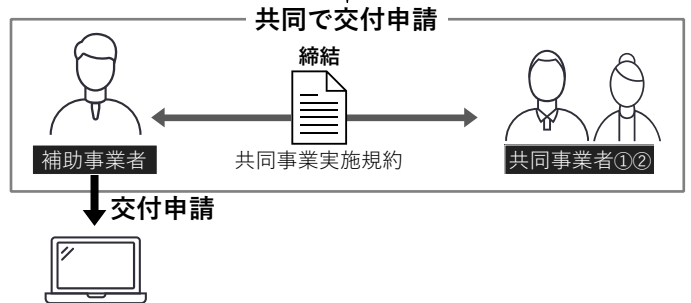 共同で交付申請
締結
補助事業者
共同事業実施規約
共同事業者①②
交付申請